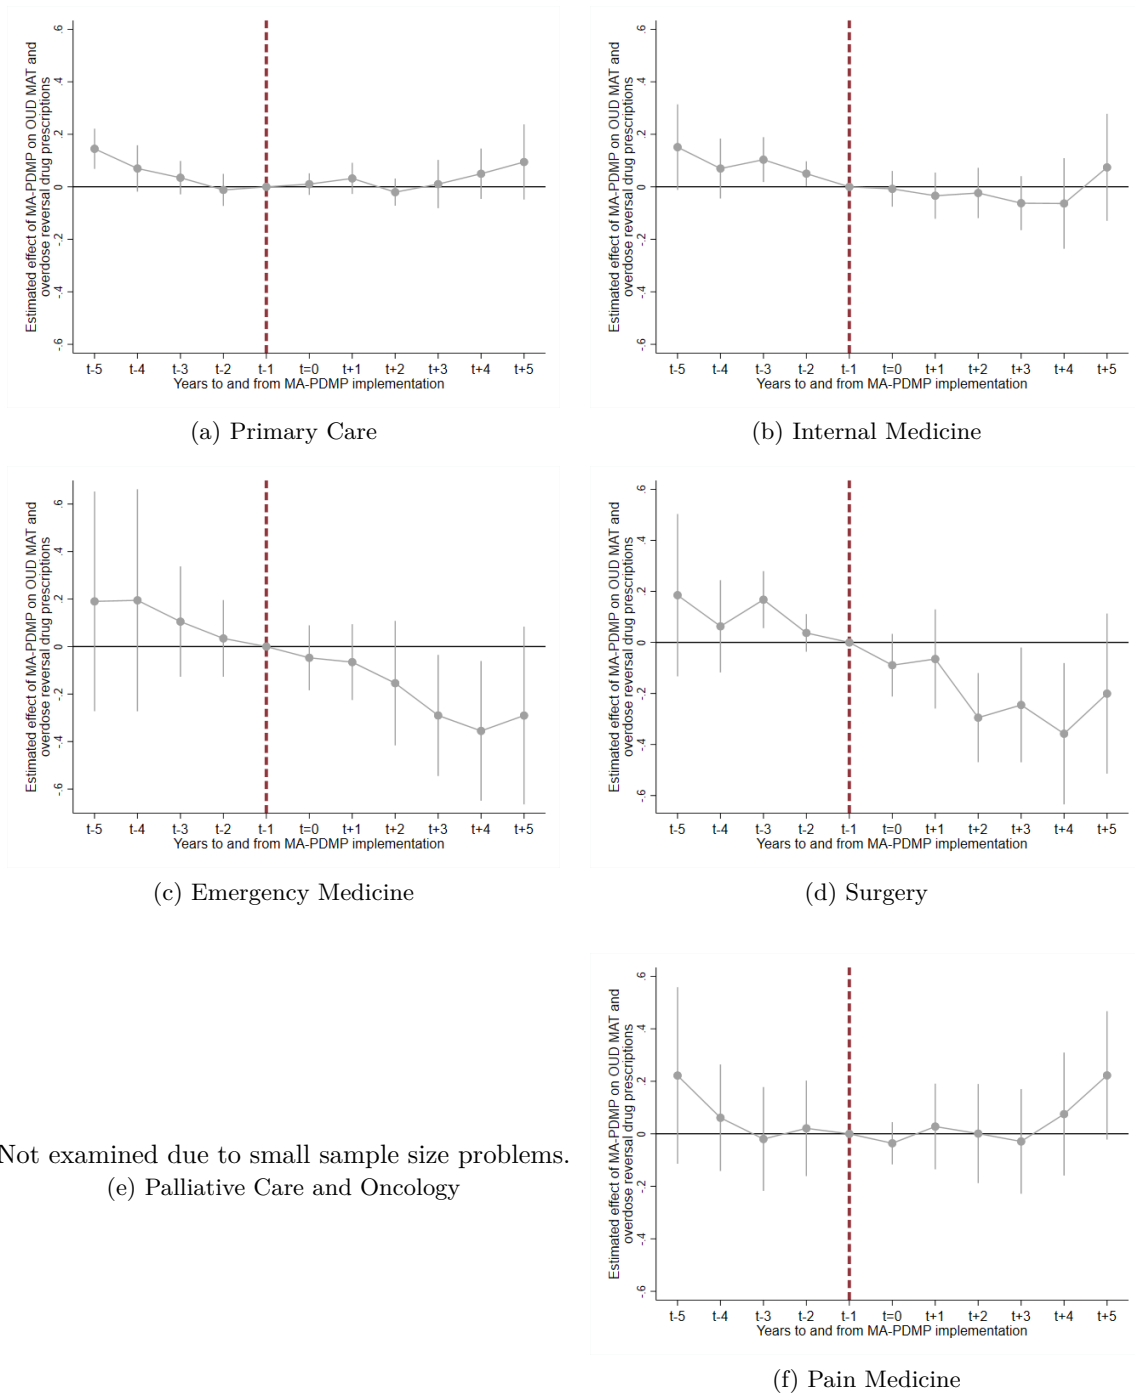 Estimated effect of MA-PDMP on OUD MAT and
overdose reversal drug prescriptions
.6
.4
.2
0
-.2
-.4
-.6
t-5 t-4 t-3 t-2 t-1 t=0 t+1 t+2 t+3 t+4 t+5
Years to and from MA-PDMP implementation
(a) Primary Care
Estimated effect of MA-PDMP on OUD MAT and
overdose reversal drug prescriptions
.6
.4
.2
0
-.2
-.4
-.6
t-5 t-4 t-3 t-2 t-1 t=0 t+1 t+2 t+3 t+4 t+5
Years to and from MA-PDMP implementation
(b) Internal Medicine
Estimated effect of MA-PDMP on OUD MAT and
overdose reversal drug prescriptions
.6
.4
.2
0
-.2
-.4
-.6
t-5 t-4 t-3 t-2 t-1 t=0 t+1 t+2 t+3 t+4 t+5
Years to and from MA-PDMP implementation
(c) Emergency Medicine
Estimated effect of MA-PDMP on OUD MAT and
overdose reversal drug prescriptions
.6
.4
.2
0
-.2
-.4
-.6
t-5 t-4 t-3 t-2 t-1 t=0 t+1 t+2 t+3 t+4 t+5
Years to and from MA-PDMP implementation
(d) Surgery
Not examined due to small sample size problems.
(e) Palliative Care and Oncology
Estimated effect of MA-PDMP on OUD MAT and
overdose reversal drug prescriptions
.6
.4
.2
0
-.2
-.4
-.6
t-5 t-4 t-3 t-2 t-1 t=0 t+1 t+2 t+3 t+4 t+5
Years to and from MA-PDMP implementation
(f) Pain Medicine